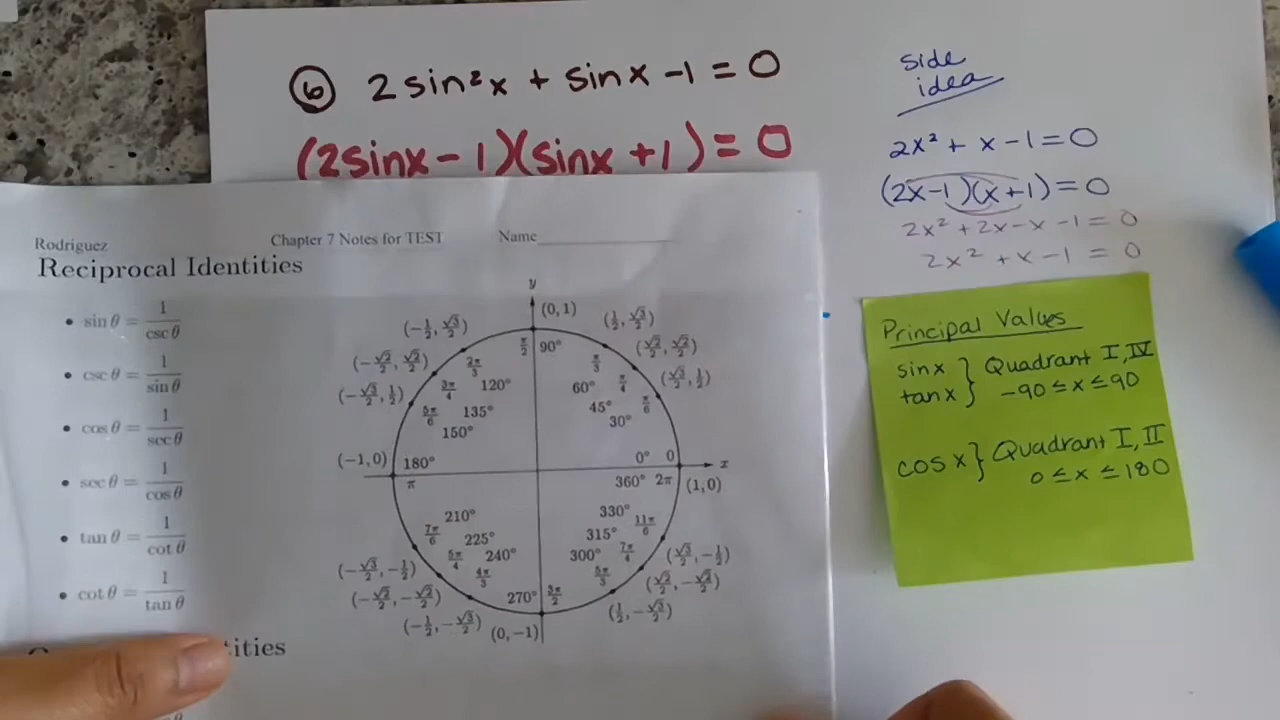 ⑥ 2sin²x + sinx - 1 = 0
(2sinx - 1)(sinx + 1) = 0
side
idea
2x² + x - 1 = 0
(2x-1)(x+1) = 0
2x² + 2x - x - 1 = 0
2x² + x - 1 = 0
Principal Values
sinx } Quadrant I, IV
tanx } -90 ≤ x ≤ 90
cosx } Quadrant I, II
0 ≤ x ≤ 180
Rodriguez Chapter 7 Notes for TEST Name
Reciprocal Identities
• sin θ = 1/csc θ
• csc θ = 1/sin θ
• cos θ = 1/sec θ
• sec θ = 1/cos θ
• tan θ = 1/cot θ
• cot θ = 1/tan θ
tities
y
(0, 1)
(-1/2, √3/2) (1/2, √3/2)
(-√2/2, √2/2) (√2/2, √2/2)
(-√3/2, 1/2) (√3/2, 1/2)
π/2 90°
2π/3 120° 60° π/3
3π/4 135° 45° π/4
5π/6 150° 30° π/6
(-1, 0) 180° 0° 0 x
π 360° 2π (1, 0)
7π/6 210° 330° 11π/6
5π/4 225° 315° 7π/4
4π/3 240° 300° 5π/3
270° 3π/2
(-√3/2, -1/2) (√3/2, -1/2)
(-√2/2, -√2/2) (√2/2, -√2/2)
(-1/2, -√3/2) (1/2, -√3/2)
(0, -1)